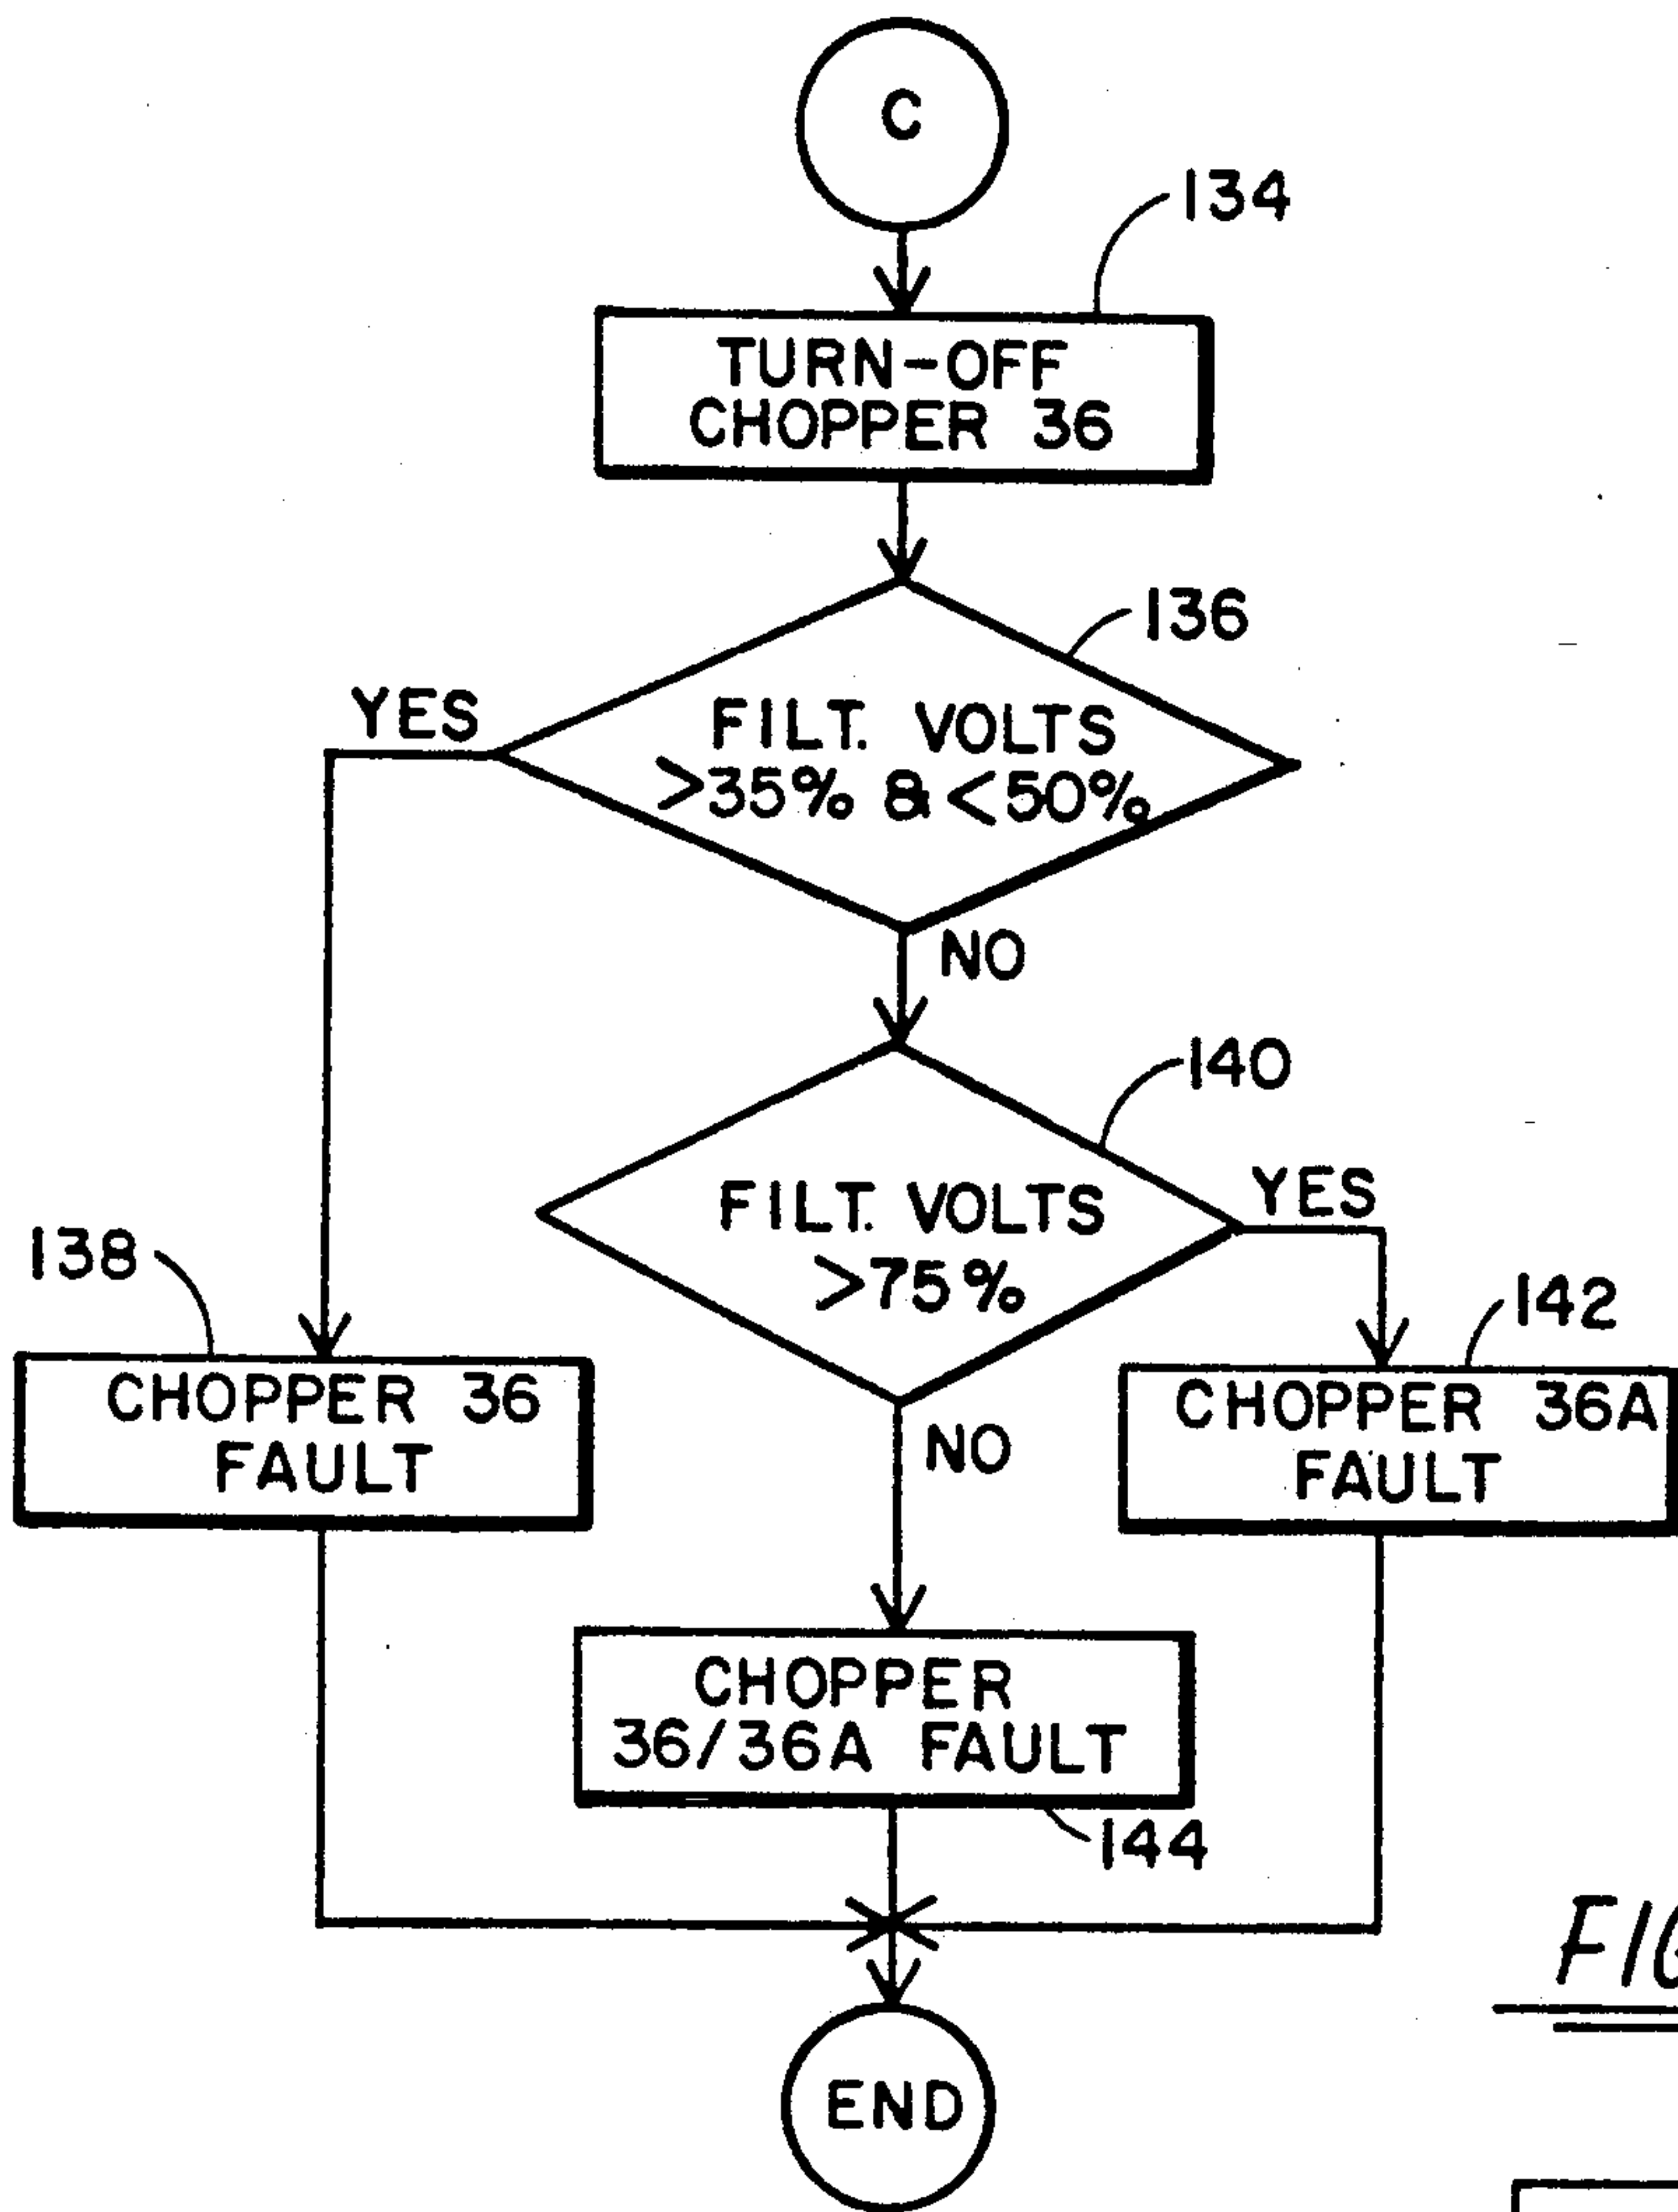 C
134
TURN-OFF
CHOPPER 36
136
YES
FILT. VOLTS
>35% & <50%
NO
140
FILT. VOLTS
>75%
YES
138
142
CHOPPER 36
FAULT
NO
CHOPPER 36A
FAULT
CHOPPER
36/36A FAULT
144
END